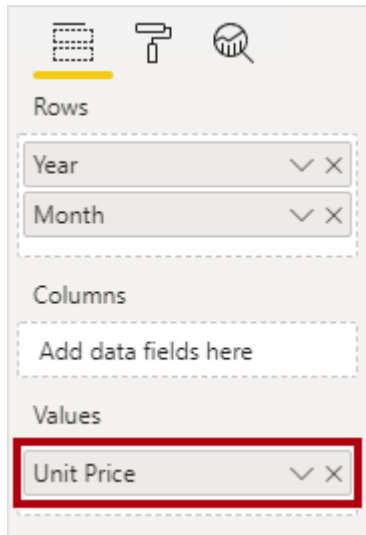 Rows
Year
Month
Columns
Add data fields here
Values
Unit Price